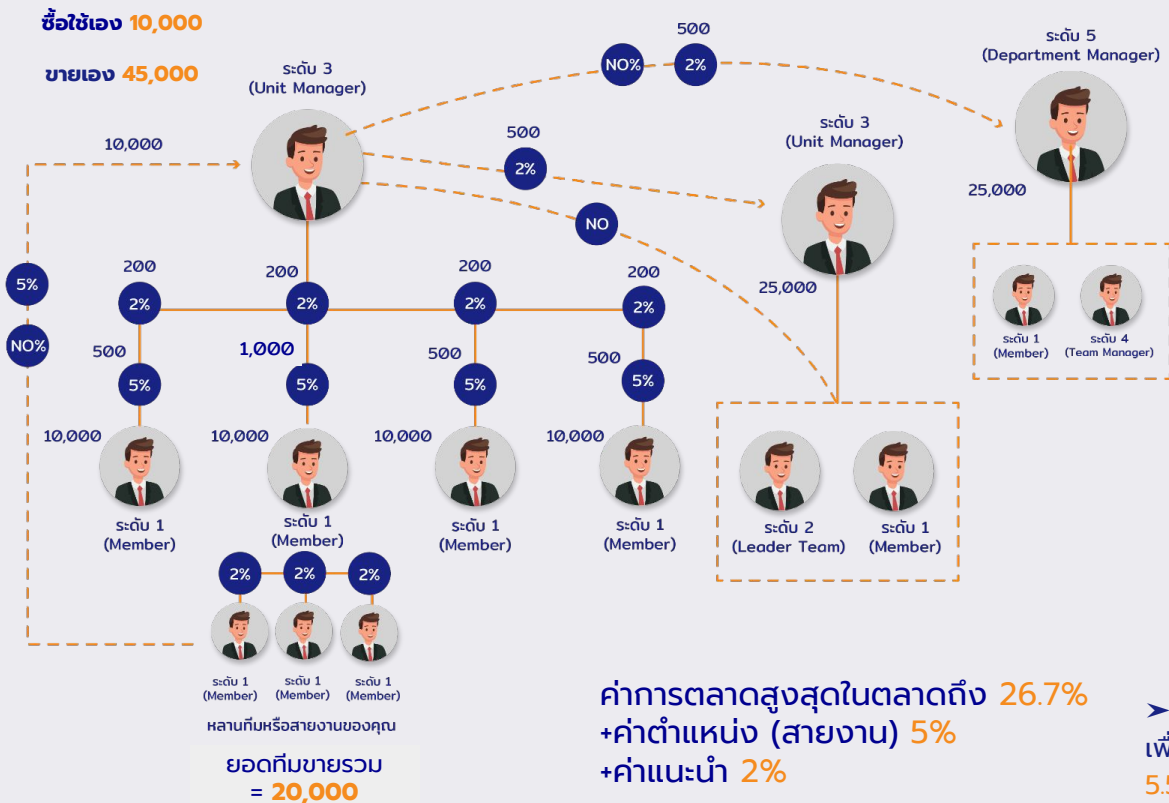 ซื้อใช้เอง 10,000
ขายเอง 45,000
ระดับ 3
(Unit Manager)
10,000
500
NO%
2%
ระดับ 5
(Department Manager)
500
2%
ระดับ 3
(Unit Manager)
NO
25,000
25,000
ระดับ 1
(Member)
ระดับ 4
(Team Manager)
5%
NO%
200
200
200
200
2%
2%
2%
2%
500
1,000
500
500
5%
5%
5%
5%
10,000
10,000
10,000
10,000
ระดับ 1
(Member)
ระดับ 1
(Member)
ระดับ 1
(Member)
ระดับ 1
(Member)
ระดับ 2
(Leader Team)
ระดับ 1
(Member)
2%
2%
2%
ระดับ 1
(Member)
ระดับ 1
(Member)
ระดับ 1
(Member)
หลานทีมหรือสายงานของคุณ
ยอดทีมขายรวม
= 20,000
ค่าการตลาดสูงสุดในตลาดถึง 26.7%
+ค่าตำแหน่ง (สายงาน) 5%
+ค่าแนะนำ 2%